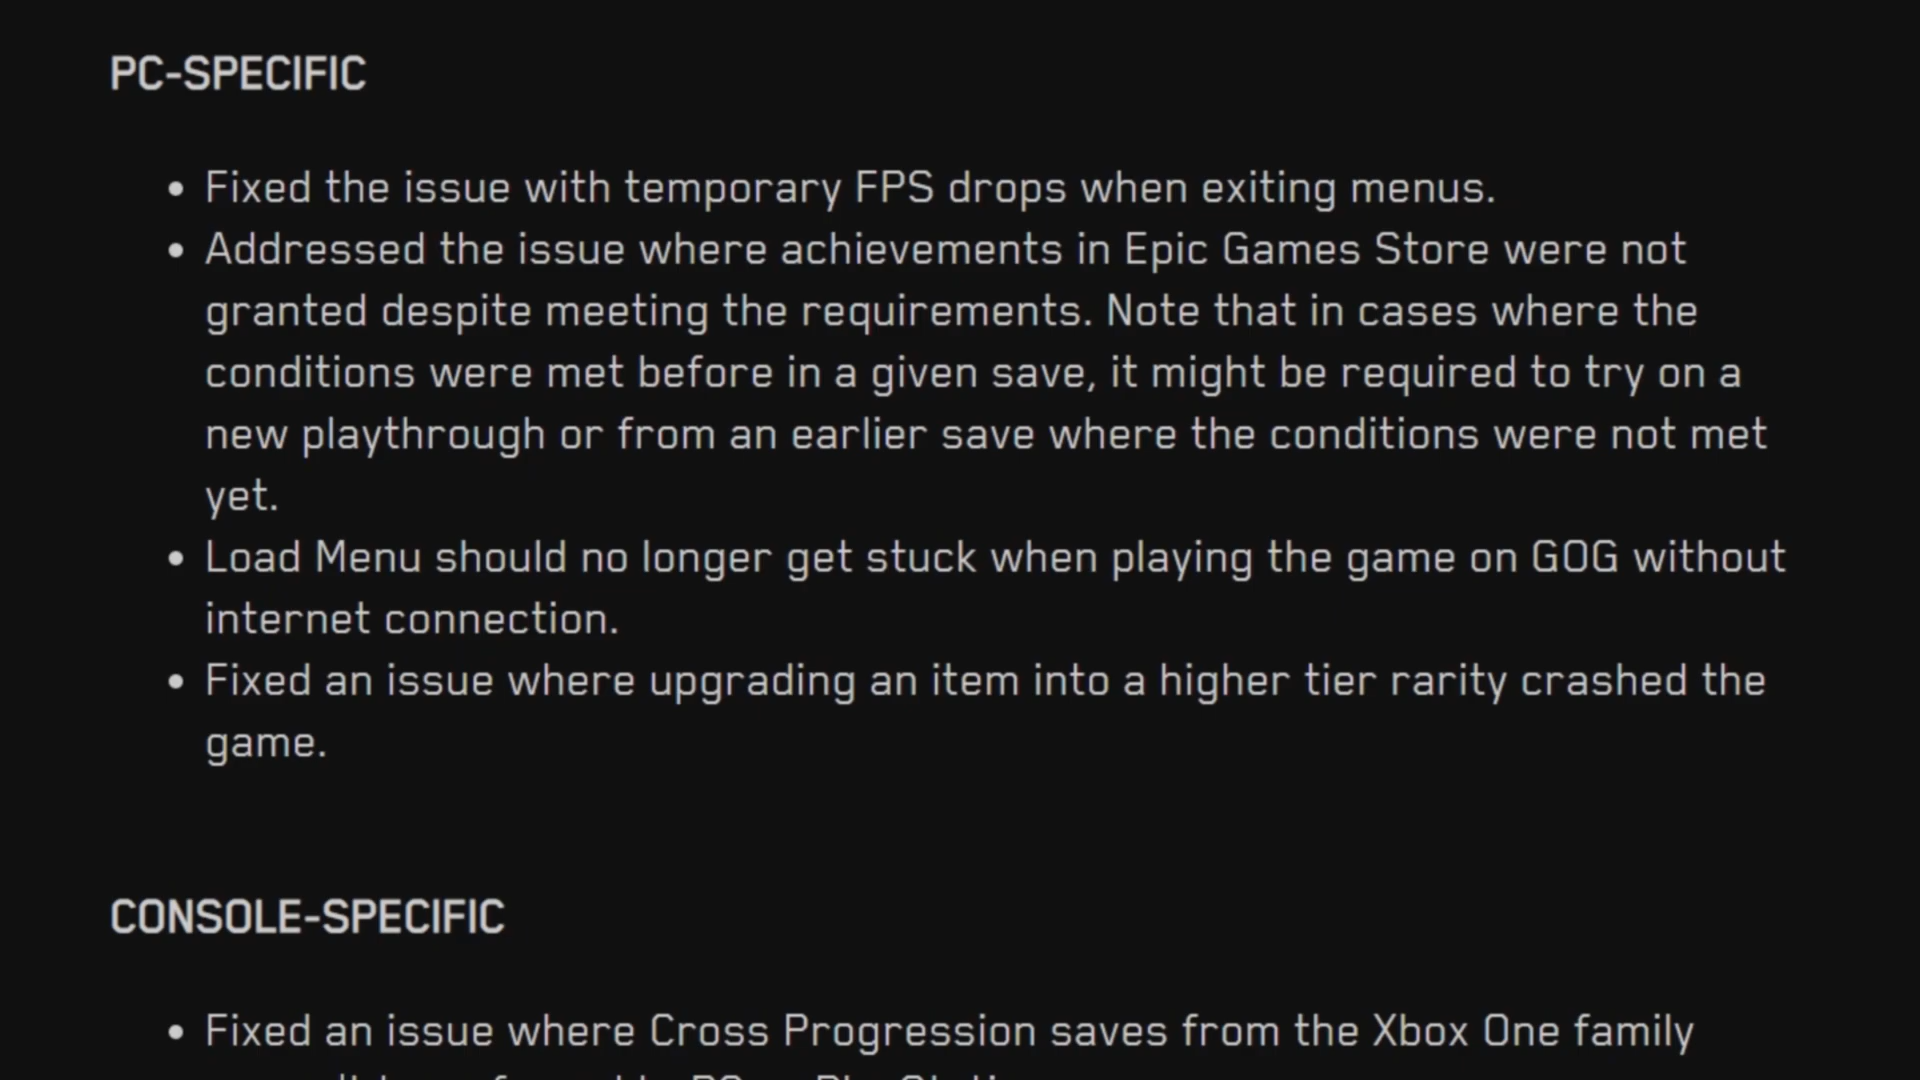 PC-SPECIFIC
• Fixed the issue with temporary FPS drops when exiting menus.
• Addressed the issue where achievements in Epic Games Store were not
granted despite meeting the requirements. Note that in cases where the
conditions were met before in a given save, it might be required to try on a
new playthrough or from an earlier save where the conditions were not met
yet.
• Load Menu should no longer get stuck when playing the game on GOG without
internet connection.
• Fixed an issue where upgrading an item into a higher tier rarity crashed the
game.
CONSOLE-SPECIFIC
• Fixed an issue where Cross Progression saves from the Xbox One family